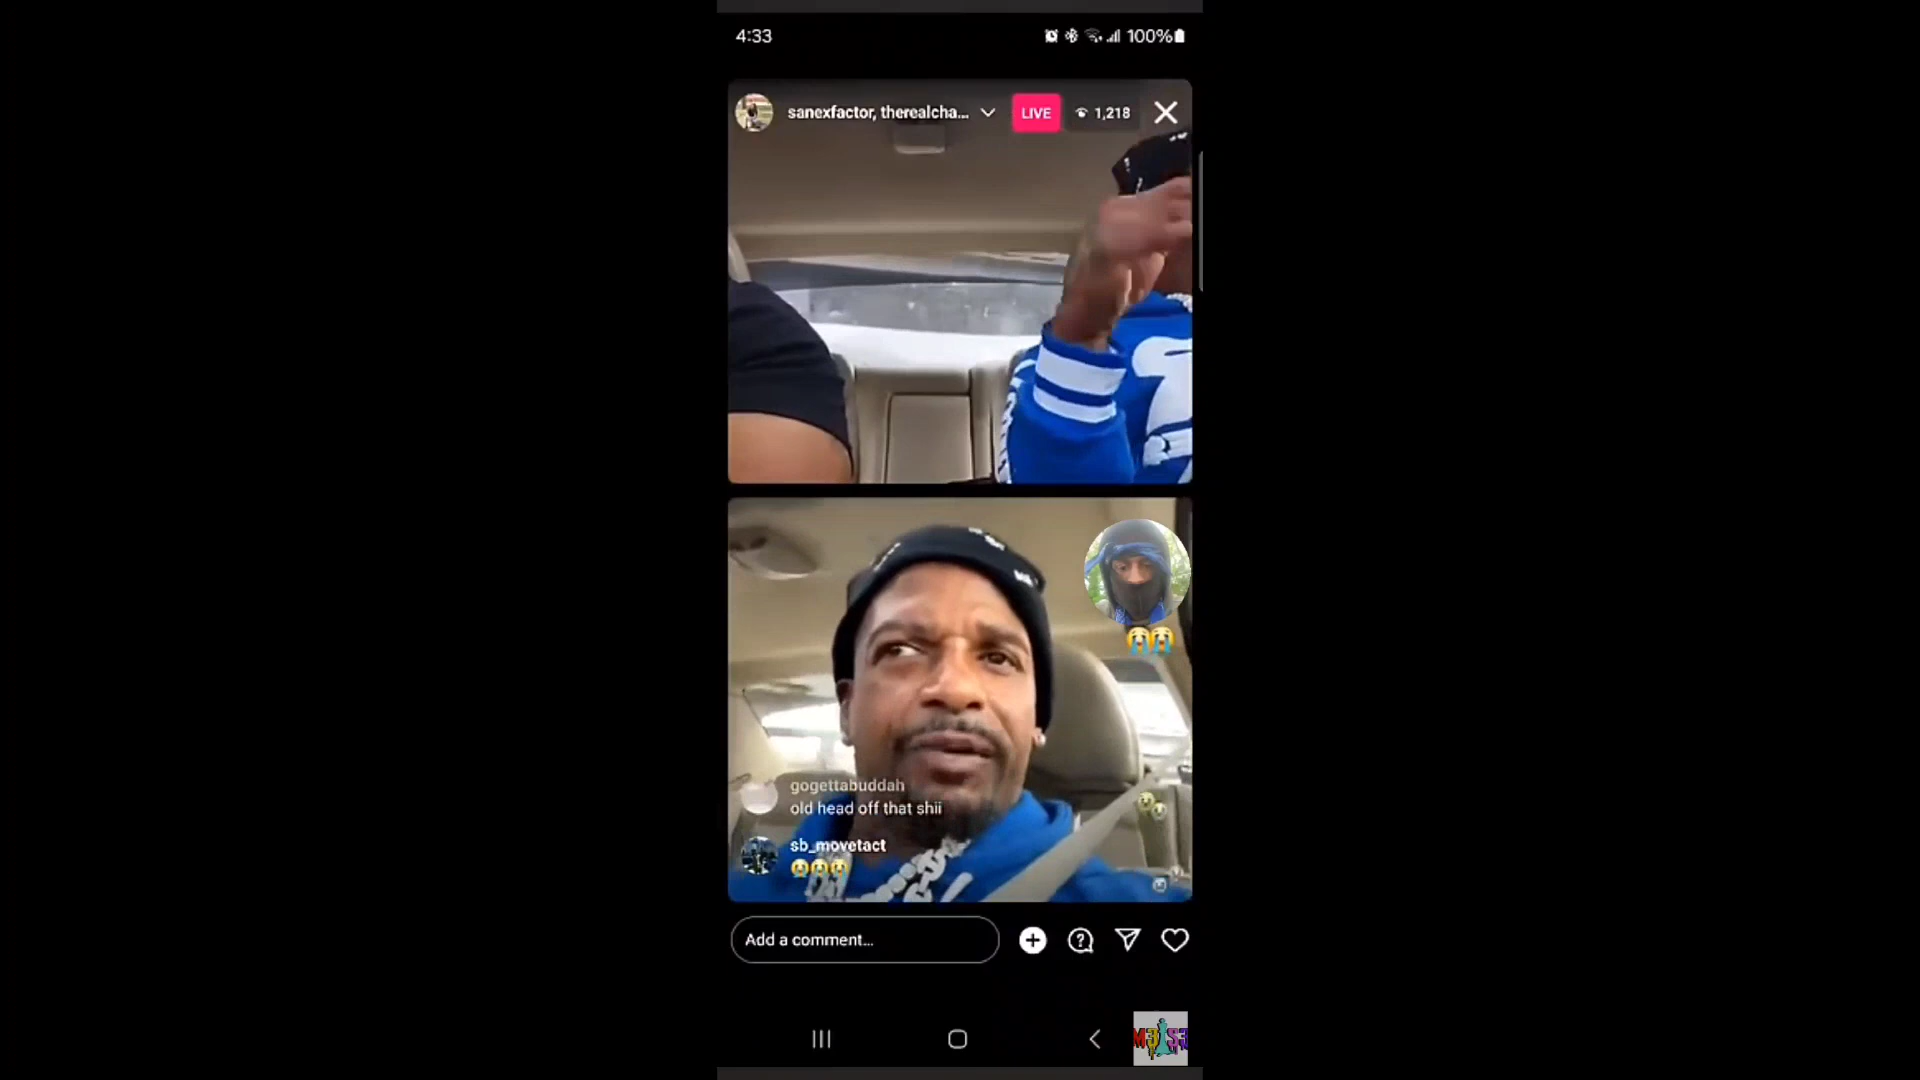 4:33
100%
sanexfactor, therealcha...
LIVE
1,218
gogettabuddah
old head off that shii
sb_movetact
😭😭😭
Add a comment...